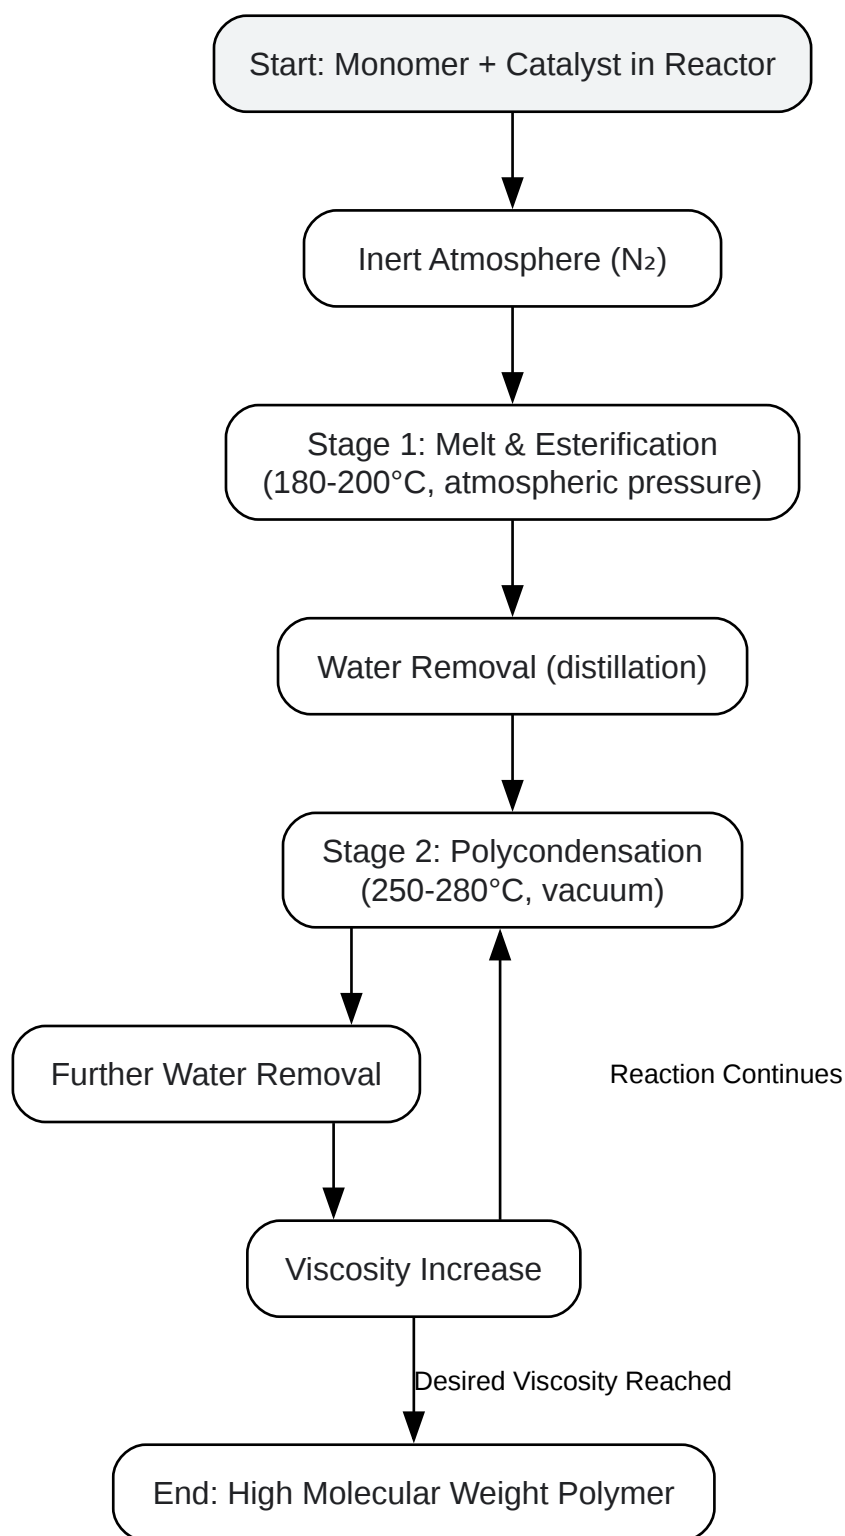 Start: Monomer + Catalyst in Reactor
Inert Atmosphere (N₂)
Stage 1: Melt & Esterification
(180-200°C, atmospheric pressure)
Water Removal (distillation)
Stage 2: Polycondensation
(250-280°C, vacuum)
Further Water Removal
Reaction Continues
Viscosity Increase
Desired Viscosity Reached
End: High Molecular Weight Polymer